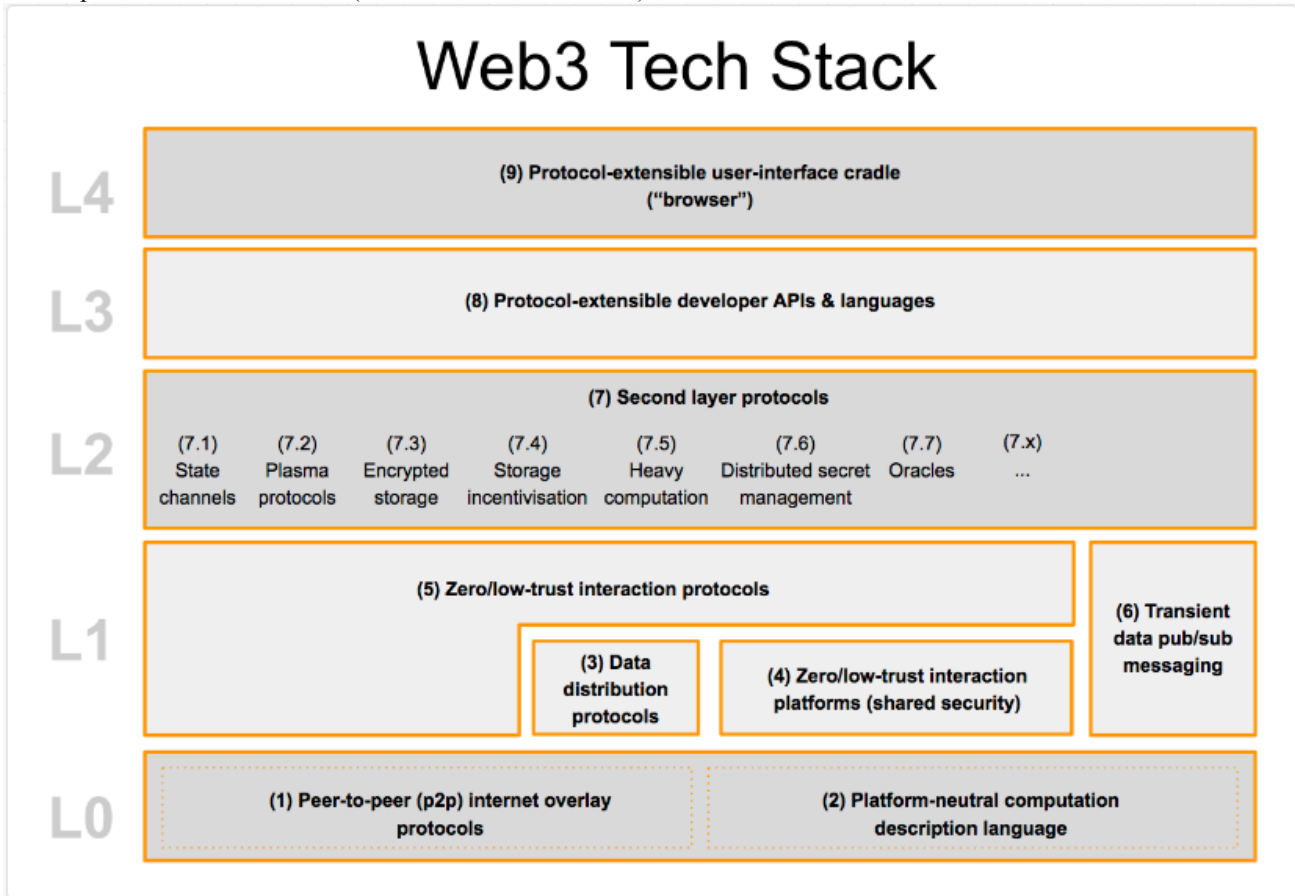 Web3 Tech Stack
L4
(9) Protocol-extensible user-interface cradle
(“browser”)
L3
(8) Protocol-extensible developer APIs & languages
L2
(7) Second layer protocols
(7.1) (7.2) (7.3) (7.4) (7.5) (7.6) (7.7) (7.x)
State Plasma Encrypted Storage Heavy Distributed secret Oracles ...
channels protocols storage incentivisation computation management
L1
(5) Zero/low-trust interaction protocols
(3) Data
distribution
protocols
(4) Zero/low-trust interaction
platforms (shared security)
(6) Transient
data pub/sub
messaging
L0
(1) Peer-to-peer (p2p) internet overlay
protocols
(2) Platform-neutral computation
description language